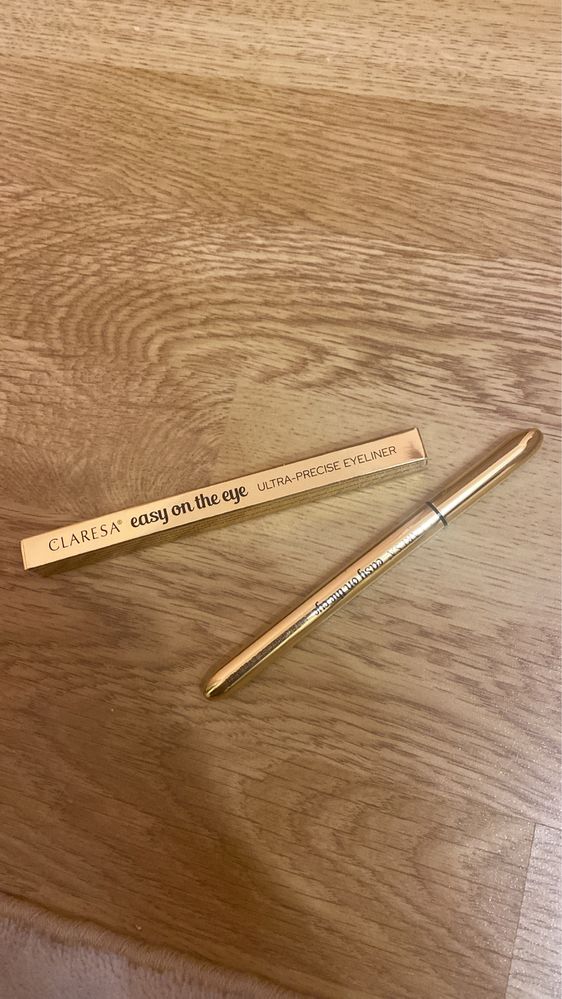 CLARESA® easy on the eye ULTRA-PRECISE EYELINER
easy on the eye